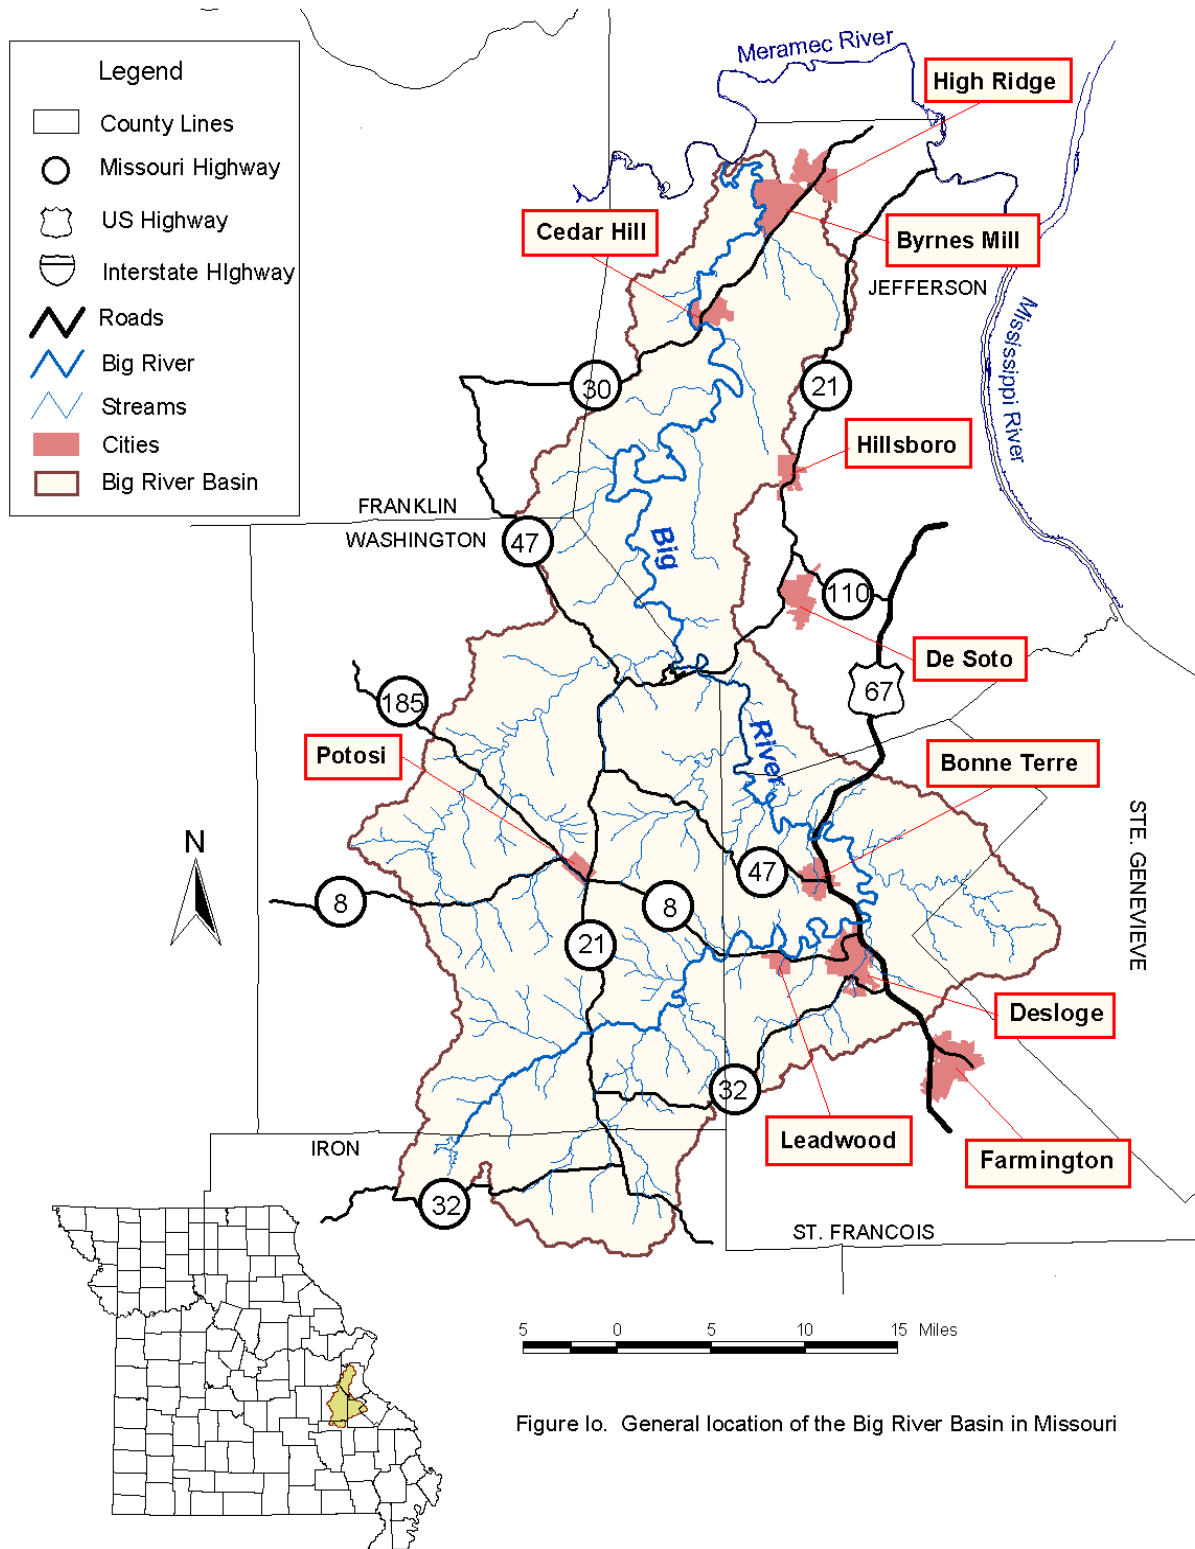 Legend
County Lines
Missouri Highway
US Highway
Interstate HIghway
Roads
Big River
Streams
Cities
Big River Basin
Meramec River
High Ridge
Cedar Hill
Byrnes Mill
JEFFERSON
Mississippi River
30
21
Hillsboro
FRANKLIN
WASHINGTON
47
Big
110
De Soto
67
185
River
Potosi
Bonne Terre
STE. GENEVIEVE
N
47
8
8
21
Desloge
32
Leadwood
Farmington
IRON
32
ST. FRANCOIS
5 0 5 10 15 Miles
Figure Io. General location of the Big River Basin in Missouri